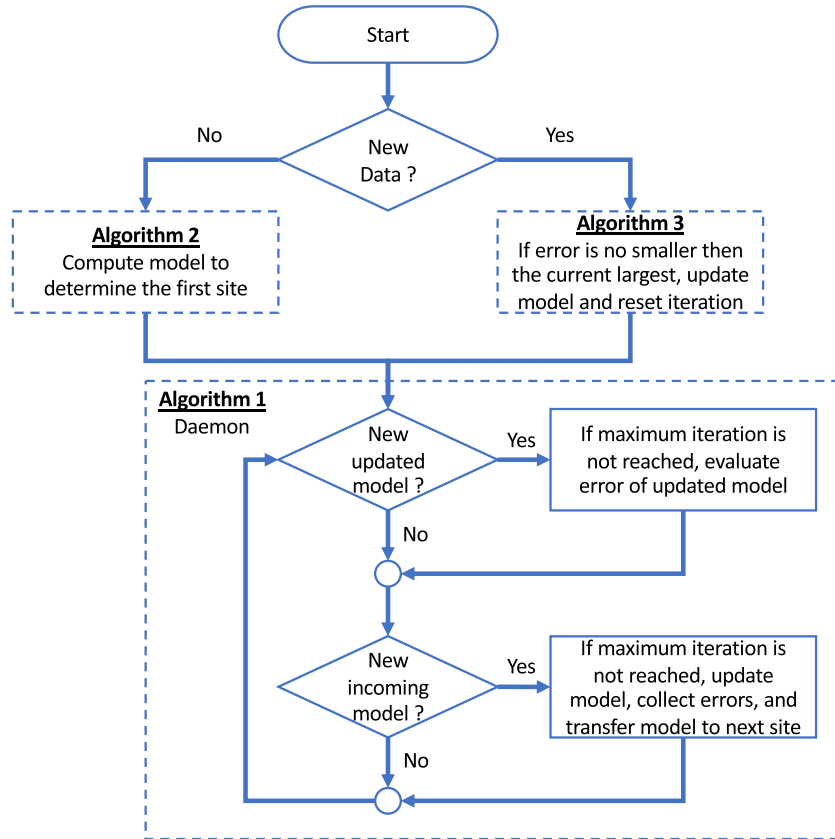 Start
New
Data ?
No
Yes
Algorithm 2
Compute model to
determine the first site
Algorithm 3
If error is no smaller then
the current largest, update
model and reset iteration
Algorithm 1
Daemon
New
updated
model ?
Yes
If maximum iteration is
not reached, evaluate
error of updated model
No
New
incoming
model ?
Yes
If maximum iteration is
not reached, update
model, collect errors, and
transfer model to next site
No